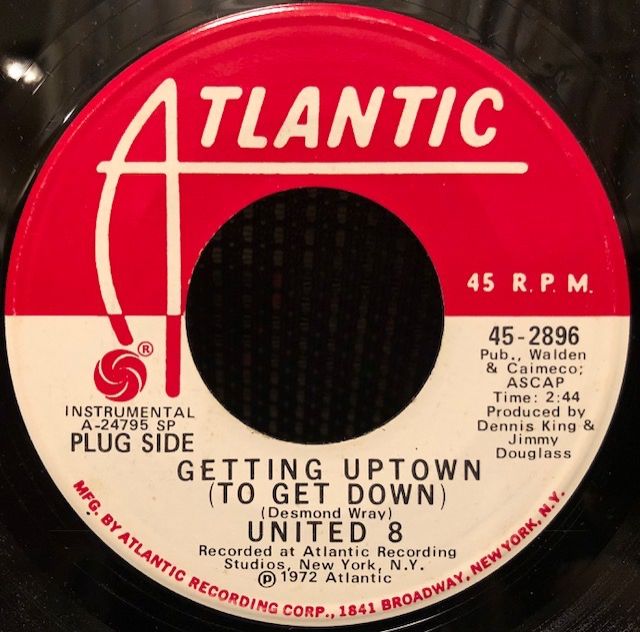 ATLANTIC
45 R.P.M.
®
INSTRUMENTAL
A-24795 SP
PLUG SIDE
45-2896
Pub., Walden
& Caimeco;
ASCAP
Time: 2:44
Produced by
Dennis King &
Jimmy
Douglass
GETTING UPTOWN
(TO GET DOWN)
(Desmond Wray)
UNITED 8
Recorded at Atlantic Recording
Studios, New York, N.Y.
℗1972 Atlantic
MFG. BY ATLANTIC RECORDING CORP., 1841 BROADWAY, NEW YORK, N.Y.